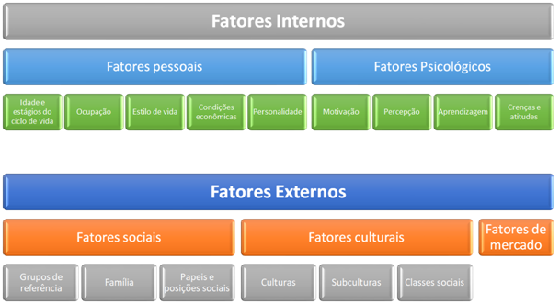 Fatores Internos
Fatores pessoais
Fatores Psicológicos
Idade e
estágios do
ciclo de vida
Ocupação
Estilo de vida
Condições
econômicas
Personalidade
Motivação
Percepção
Aprendizagem
Crenças e
atitudes
Fatores Externos
Fatores sociais
Fatores culturais
Fatores de
mercado
Grupos de
referência
Família
Papeis e
posições sociais
Culturas
Subculturas
Classes sociais